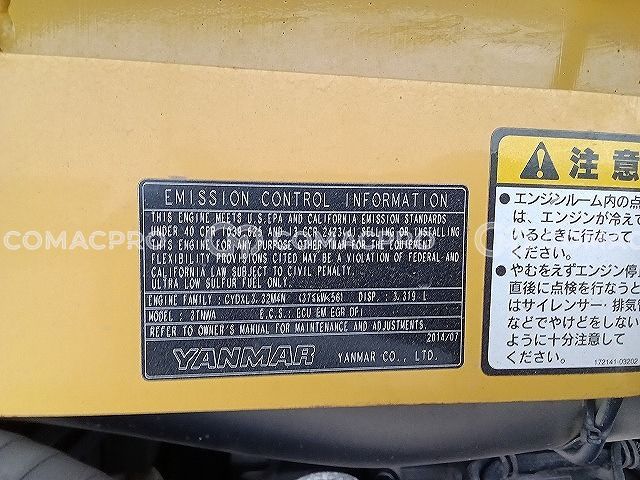 EMISSION CONTROL INFORMATION
THIS ENGINE MEETS U.S.EPA AND CALIFORNIA EMISSION STANDARDS
UNDER 40 CFR 1039.625 AND 13 CCR 2423(d). SELLING OR INSTALLING
THIS ENGINE FOR ANY PURPOSE OTHER THAN FOR THE EQUIPMENT
FLEXIBILITY PROVISIONS CITED MAY BE A VIOLATION OF FEDERAL AND
CALIFORNIA LAW SUBJECT TO CIVIL PENALTY.
ULTRA LOW SULFUR FUEL ONLY.
ENGINE FAMILY : CYDXL3.32M4N (37≤kW<56) DISP : 3.319 L
MODEL : E.C.S.: ECU EM EGR DFI
REFER TO OWNER'S MANUAL FOR MAINTENANCE AND ADJUSTMENTS.
2014/07
YANMAR YANMAR CO., LTD.
注意
●エンジンルーム内の点
は、エンジンが冷えて
いるときに行なって
ください。
●やむをえずエンジン停
直後に点検を行なうと
はサイレンサー・排気
などでやけどをしない
ように十分注意して
ください。
172141-03202
COMACPRO
COMACPRO